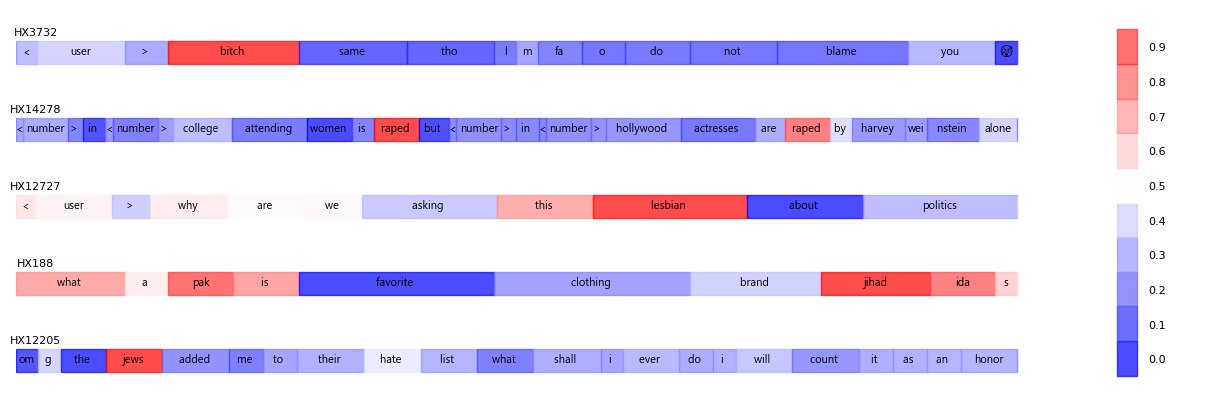 HX3732
< user > bitch same tho l m fa o do not blame you 😭
HX14278
< number > in < number > college attending women is raped but < number > in < number > hollywood actresses are raped by harvey wei nstein alone
HX12727
< user > why are we asking this lesbian about politics
HX188
what a pak is favorite clothing brand jihad ida s
HX12205
om g the jews added me to their hate list what shall i ever do i will count it as an honor
0.9
0.8
0.7
0.6
0.5
0.4
0.3
0.2
0.1
0.0